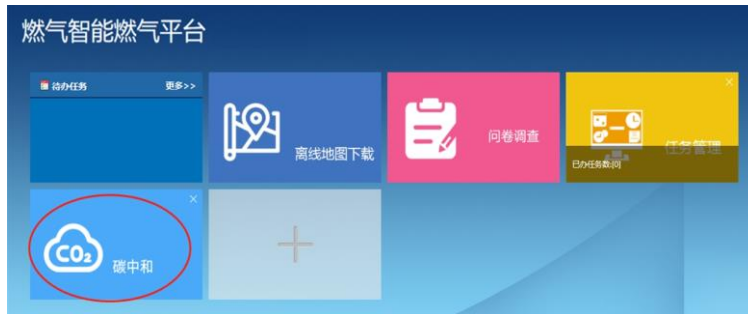 燃气智能燃气平台
待办任务 更多>>
离线地图下载
问卷调查
任务管理
已办任务数:[0]
CO₂
碳中和